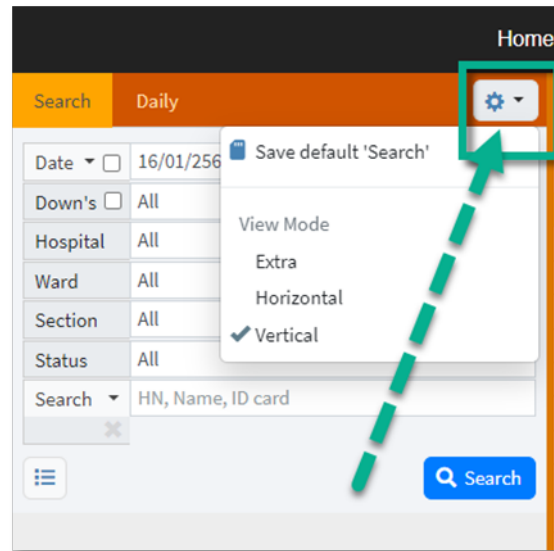 Home
Search Daily
Save default 'Search'
Date 16/01/256
Down's All
View Mode
Hospital All
Extra
Ward All
Horizontal
Section All
Vertical
Status All
Search HN, Name, ID card
Search